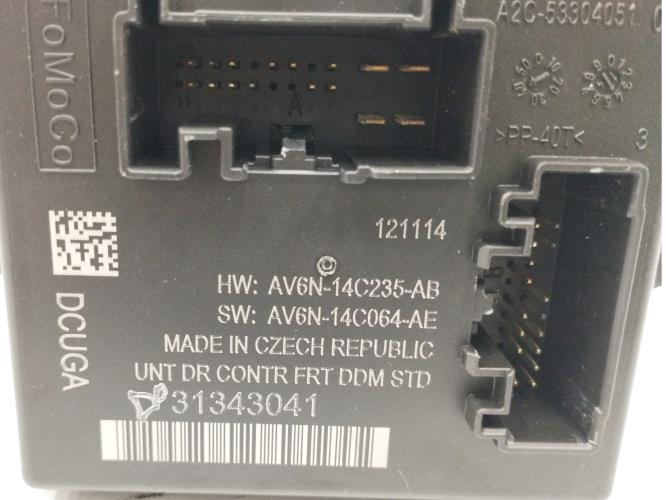 FoMoCo
A2C-53304051
A
>PP-40T<
3
121114
HW: AV6N-14C235-AB
SW: AV6N-14C064-AE
MADE IN CZECH REPUBLIC
UNT DR CONTR FRT DDM STD
31343041
DCUGA